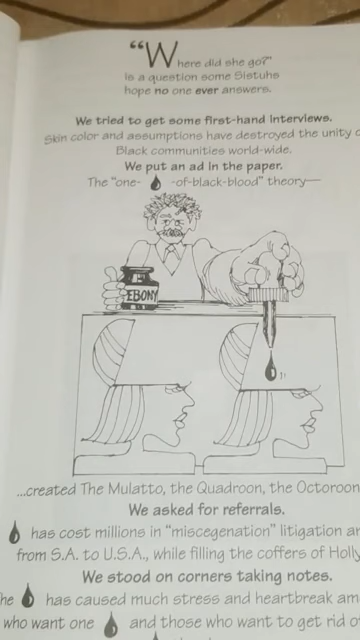 “Where did she go?”
is a question some Sistuhs
hope no one ever answers.
We tried to get some first-hand interviews.
Skin color and assumptions have destroyed the unity
Black communities world-wide.
We put an ad in the paper.
The "one- -of-black-blood" theory—
EBONY
...created The Mulatto, the Quadroon, the Octoroon
We asked for referrals.
has cost millions in "miscegenation" litigation
from S.A. to U.S.A., while filling the coffers of
We stood on corners taking notes.
has caused much stress and heartbreak
who want one and those who want to get rid